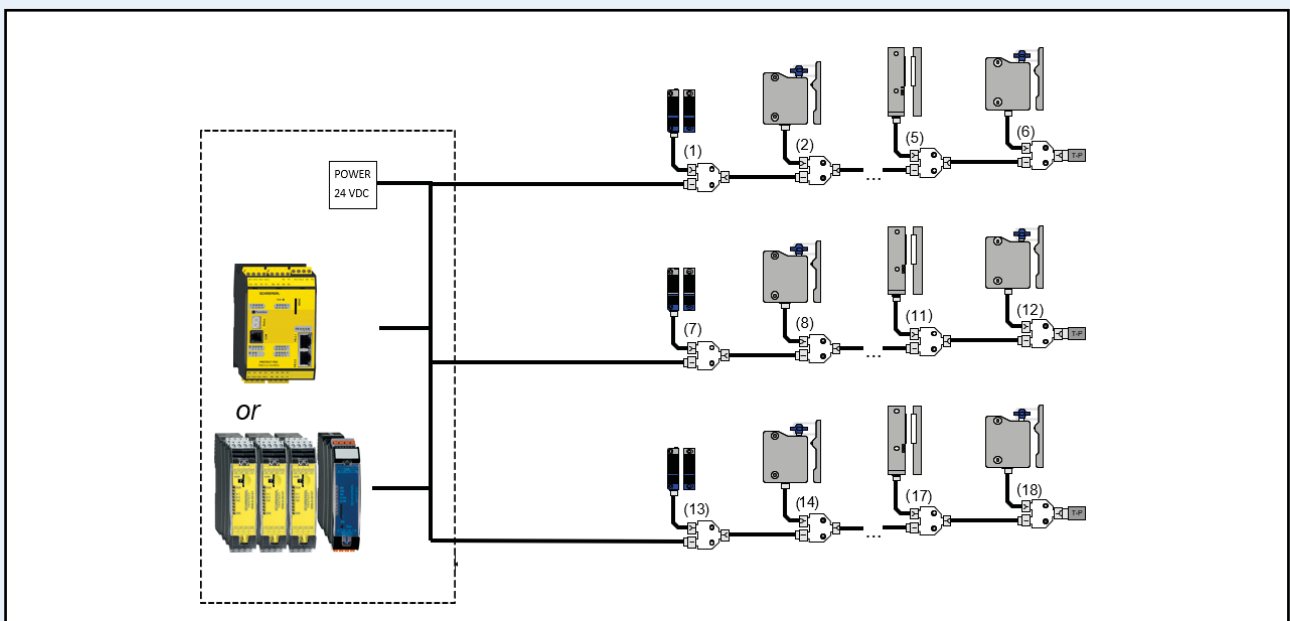 (1)
(2)
(5)
(6)
T-P
POWER
24 VDC
...
(7)
(8)
(11)
(12)
T-P
...
or
(13)
(14)
(17)
(18)
T-P
...